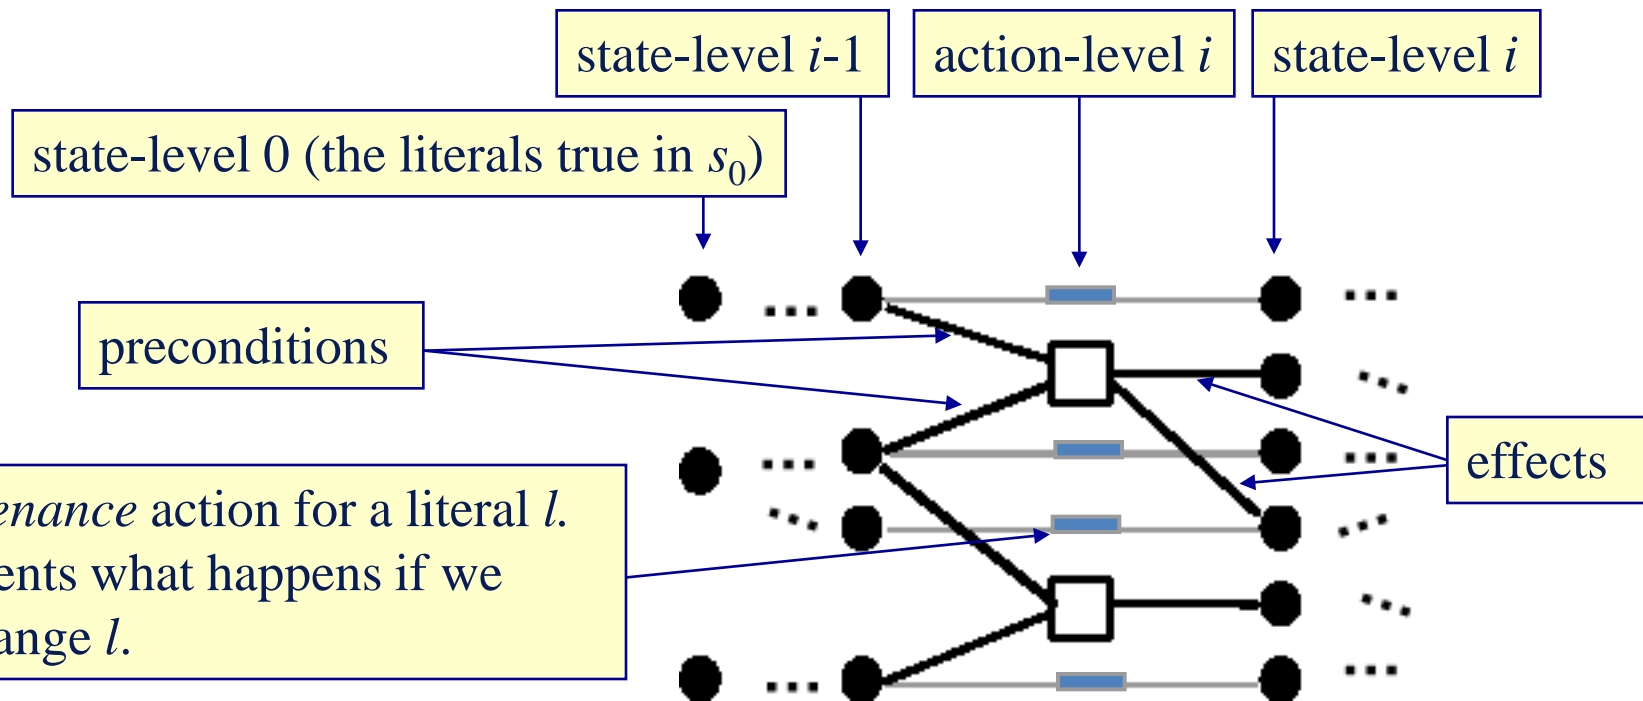 state-level i-1
action-level i
state-level i
state-level 0 (the literals true in s0)
preconditions
effects
enance action for a literal l.
ents what happens if we
ange l.